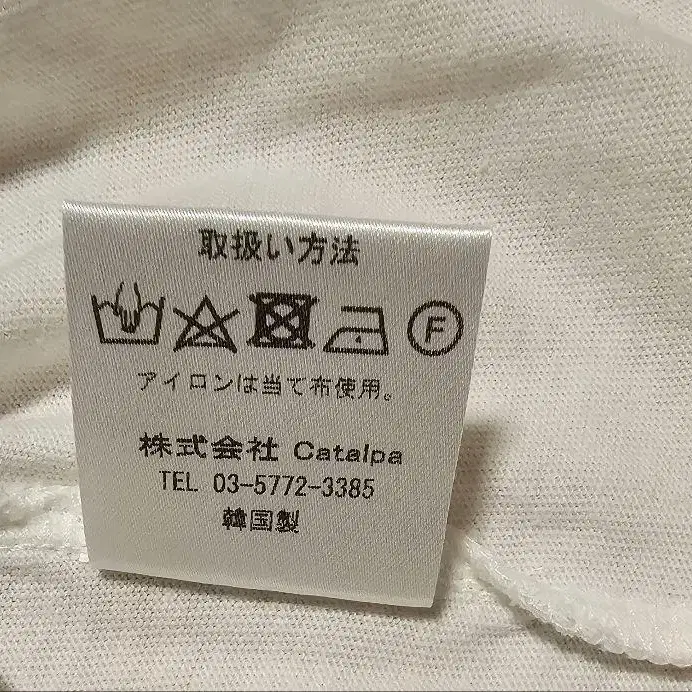 取扱い方法
F
アイロンは当て布使用。
株式会社 Catalpa
TEL 03-5772-3385
韓国製